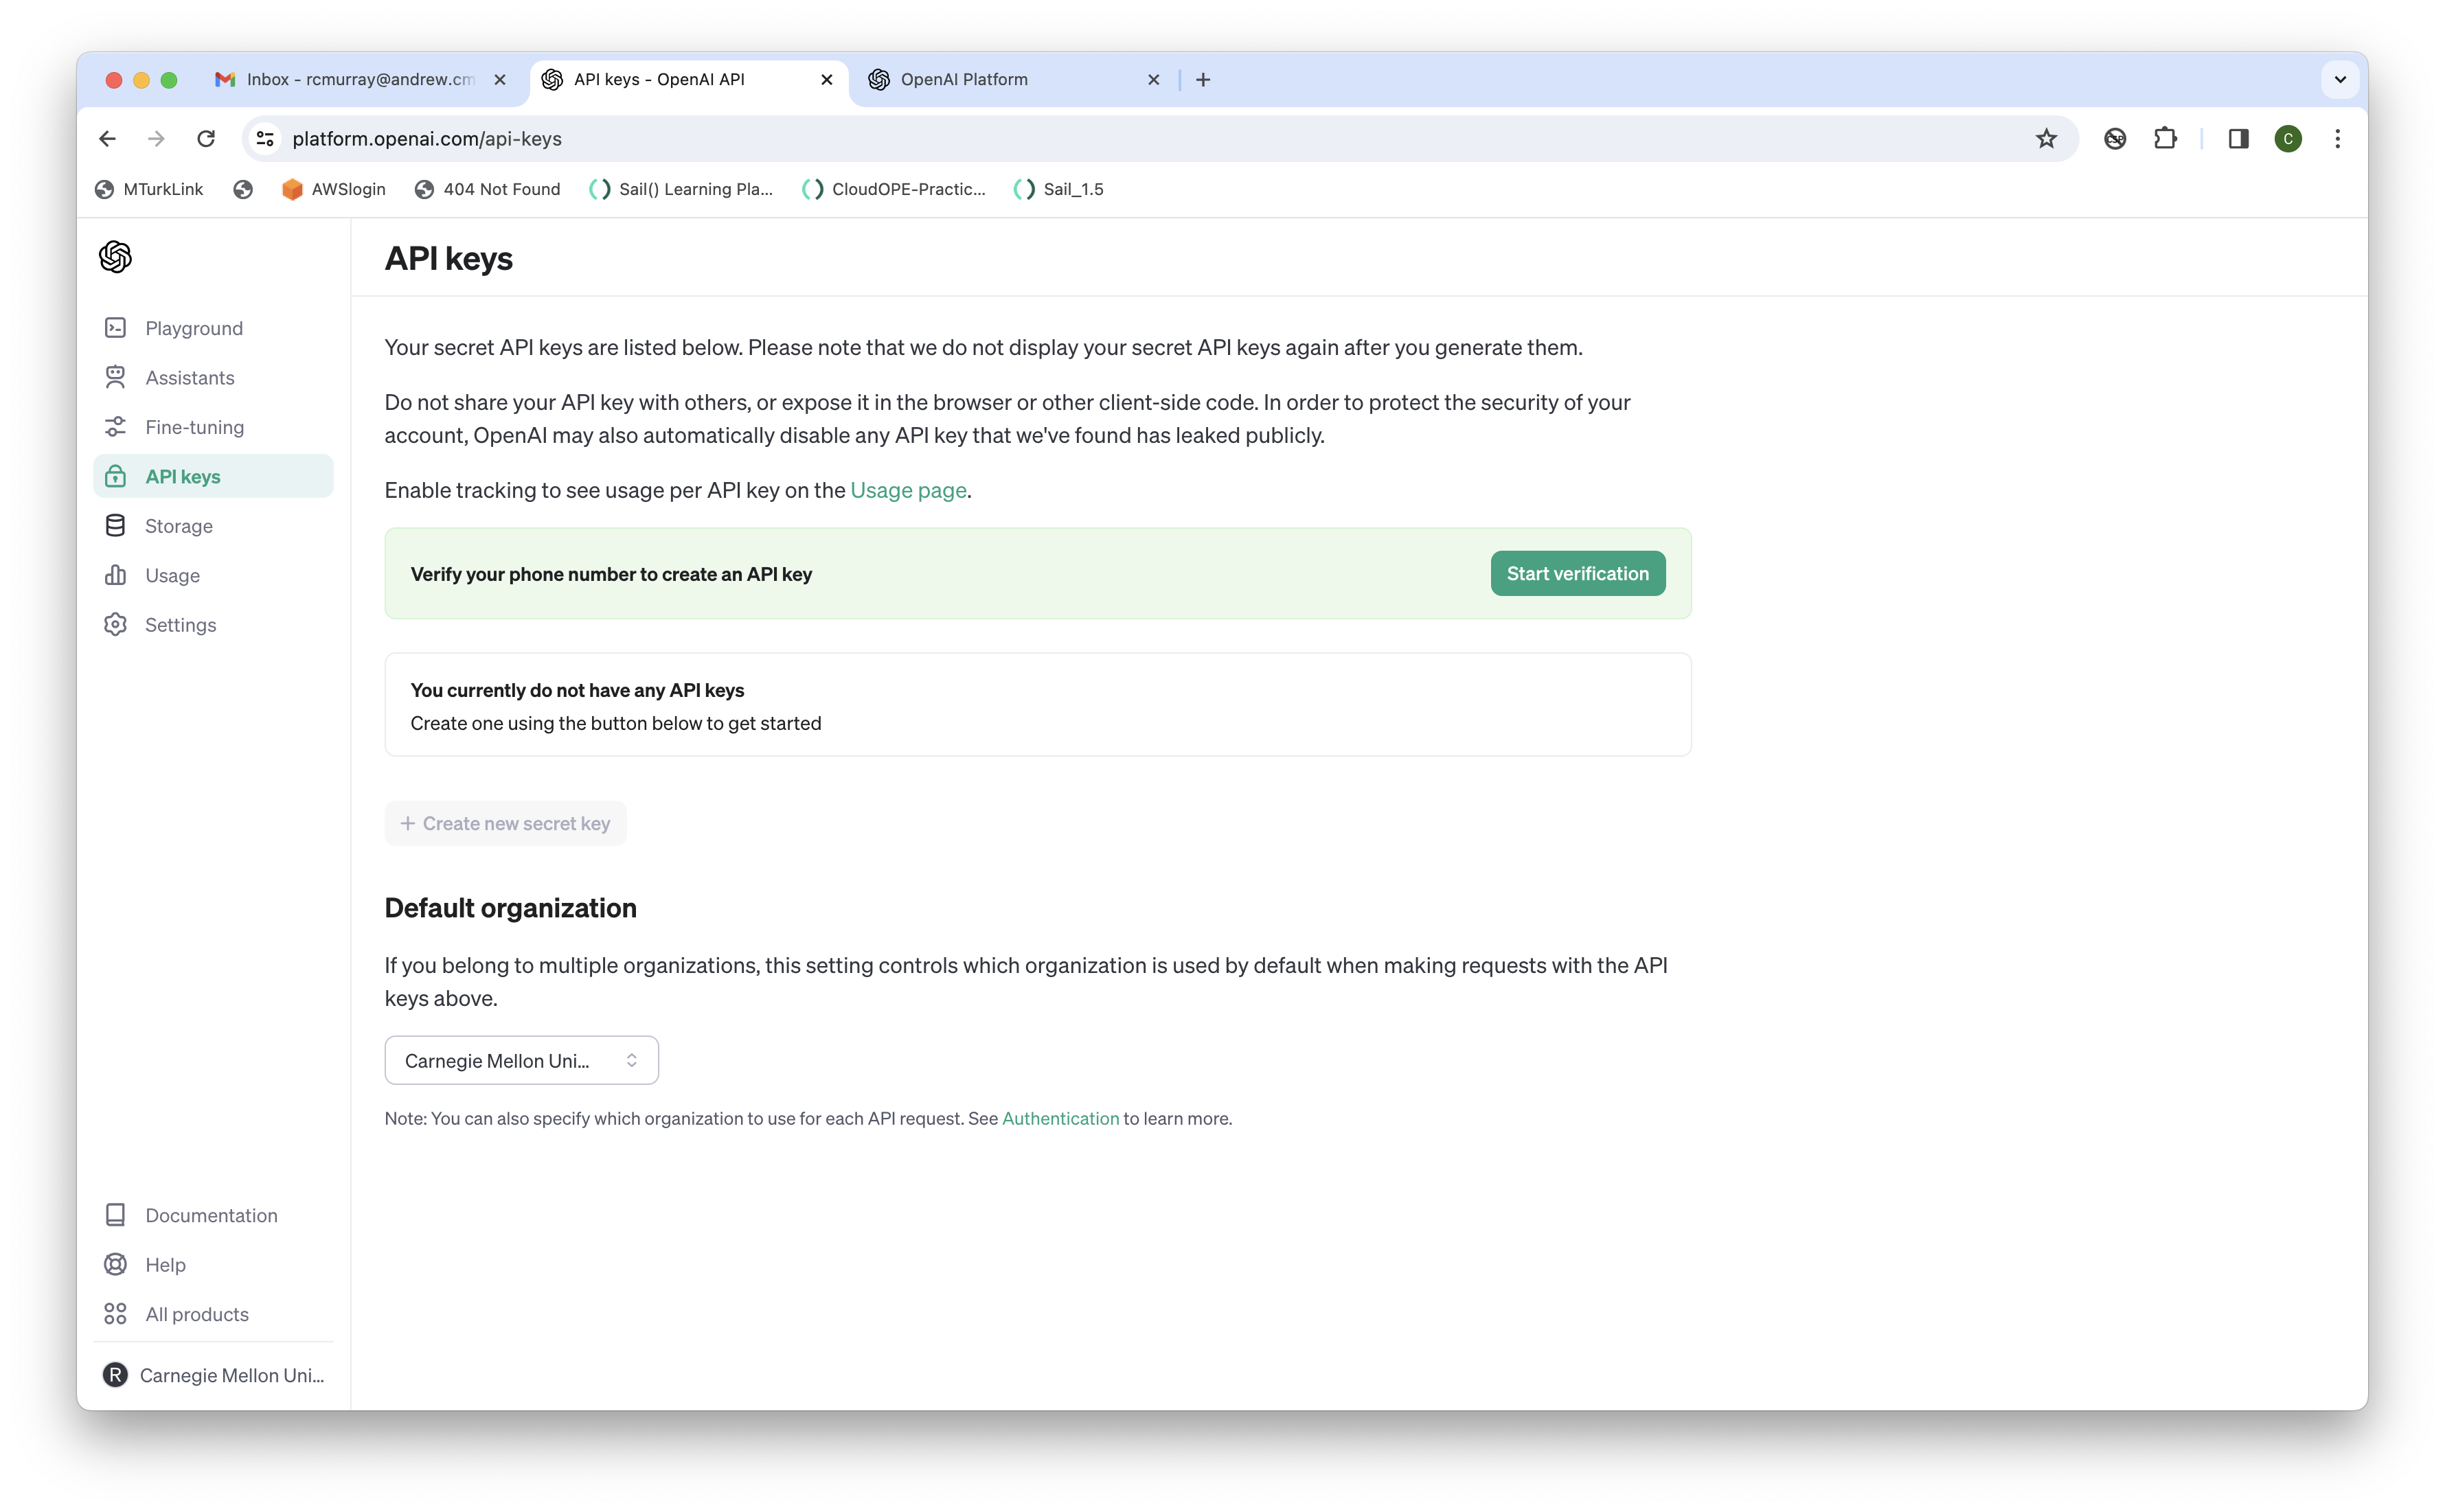 Inbox - rcmurray@andrew.cm
API keys - OpenAI API
OpenAI Platform
platform.openai.com/api-keys
C
MTurkLink
AWSlogin
404 Not Found
Sail() Learning Pla...
CloudOPE-Practic...
Sail_1.5
Playground
Assistants
Fine-tuning
API keys
Storage
Usage
Settings
Documentation
Help
All products
R
Carnegie Mellon Uni...
API keys
Your secret API keys are listed below. Please note that we do not display your secret API keys again after you generate them.
Do not share your API key with others, or expose it in the browser or other client-side code. In order to protect the security of your
account, OpenAI may also automatically disable any API key that we've found has leaked publicly.
Enable tracking to see usage per API key on the Usage page.
Verify your phone number to create an API key
Start verification
You currently do not have any API keys
Create one using the button below to get started
+ Create new secret key
Default organization
If you belong to multiple organizations, this setting controls which organization is used by default when making requests with the API
keys above.
Carnegie Mellon Uni...
Note: You can also specify which organization to use for each API request. See Authentication to learn more.